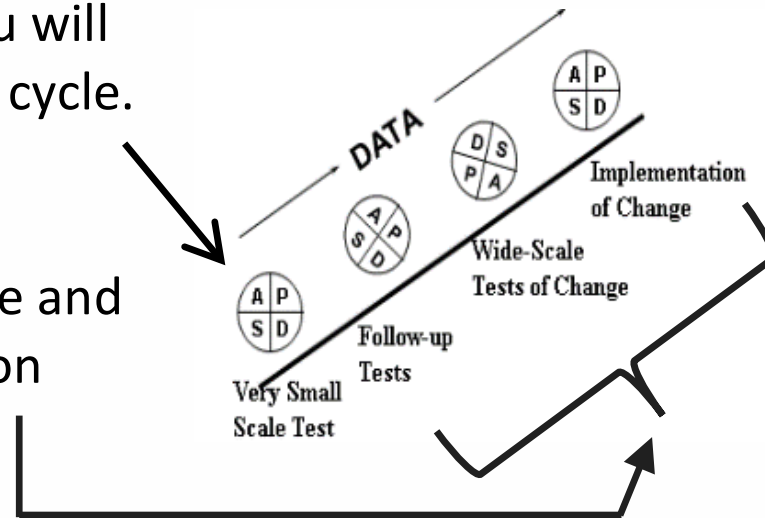 u will
cycle.
e and
on
DATA
A P
S D
A P
S D
D S
P A
A P
S D
Very Small
Scale Test
Follow-up
Tests
Wide-Scale
Tests of Change
Implementation
of Change